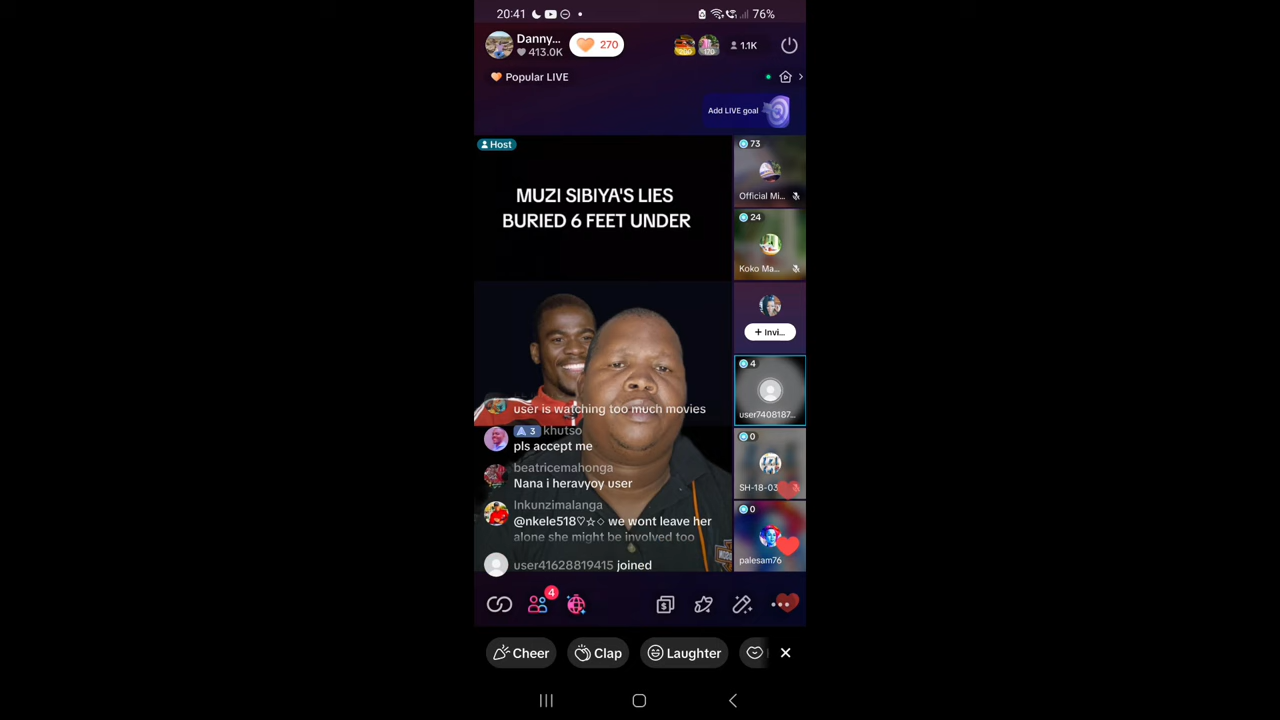 20:41
76%
Danny...
413.0K
270
200
170
1.1K
Popular LIVE
Add LIVE goal
Host
MUZI SIBIYA'S LIES
BURIED 6 FEET UNDER
73
Official Mi...
24
Koko Ma...
+ Invi...
4
user7408187...
0
SH-18-03
0
palesam76
user is watching too much movies
3 khutso
pls accept me
beatricemahonga
Nana i heravyoy user
Inkunzimalanga
@nkele518♡☆◇ we wont leave her
alone she might be involved too
user41628819415 joined
4
Cheer
Clap
Laughter